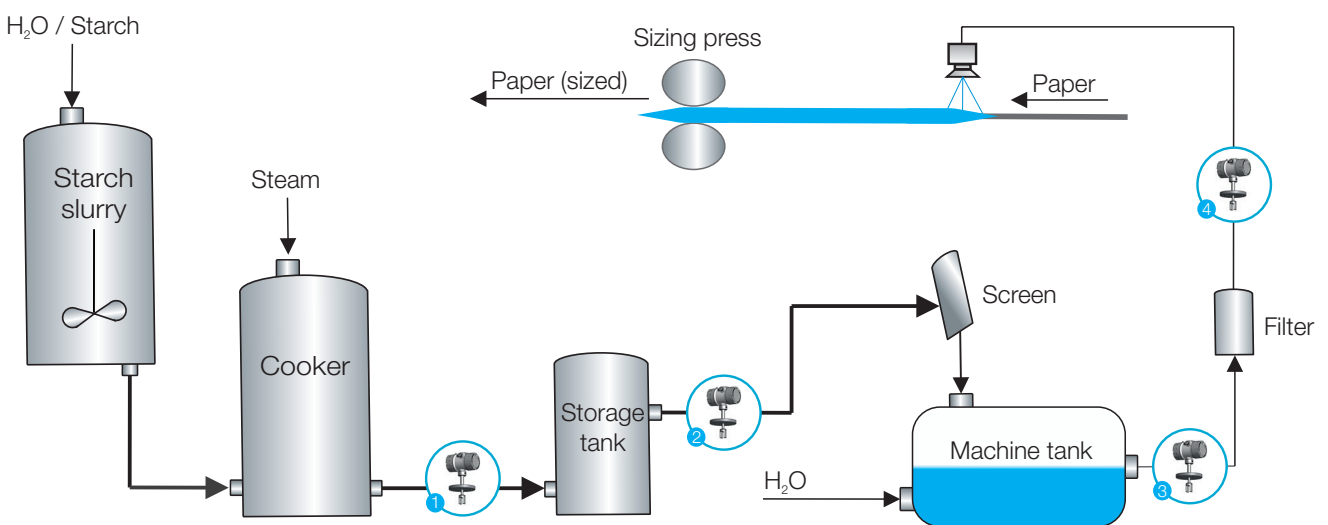 H₂O / Starch
Sizing press
Paper (sized)
Paper
Starch
slurry
Steam
4
Screen
Filter
Cooker
Storage
tank
2
Machine tank
H₂O
1
3